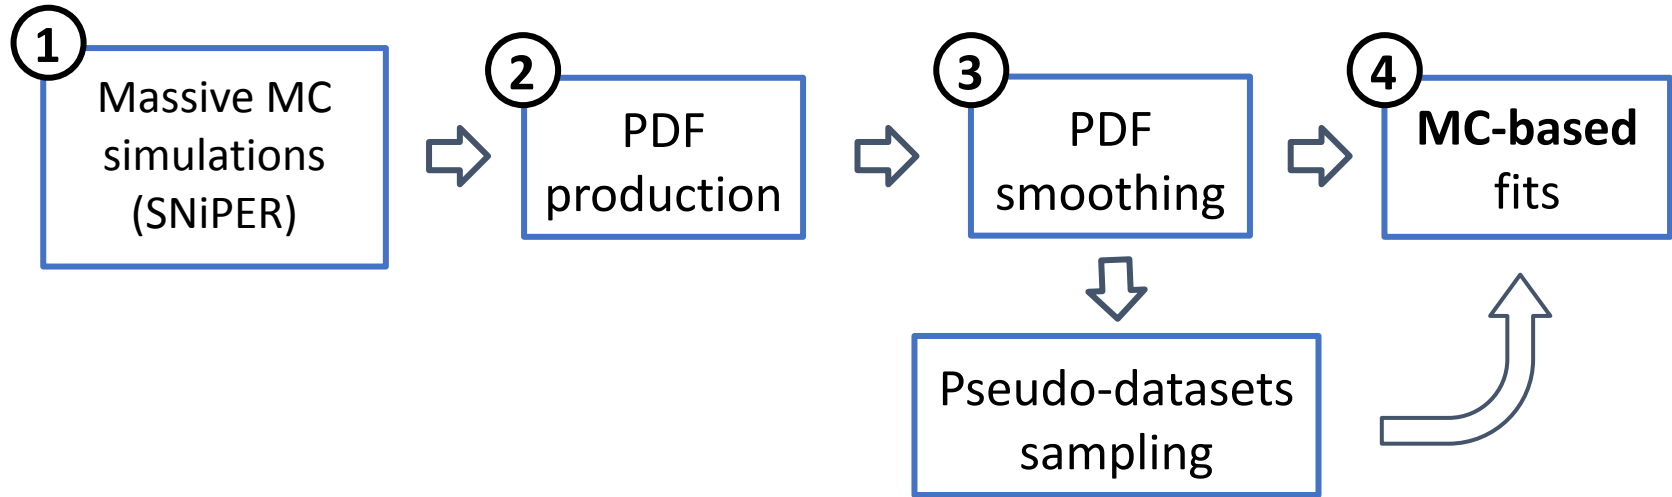 1
Massive MC
simulations
(SNiPER)
2
PDF
production
3
PDF
smoothing
4
MC-based
fits
Pseudo-datasets
sampling